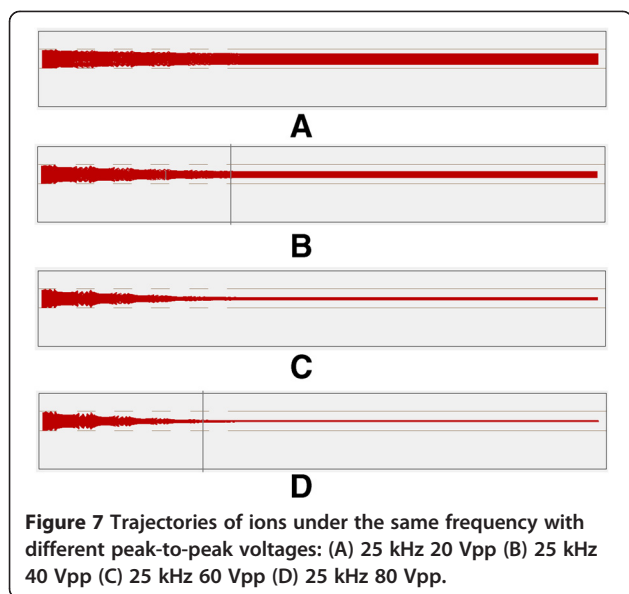 A
B
C
D
Figure 7 Trajectories of ions under the same frequency with
different peak-to-peak voltages: (A) 25 kHz 20 Vpp (B) 25 kHz
40 Vpp (C) 25 kHz 60 Vpp (D) 25 kHz 80 Vpp.